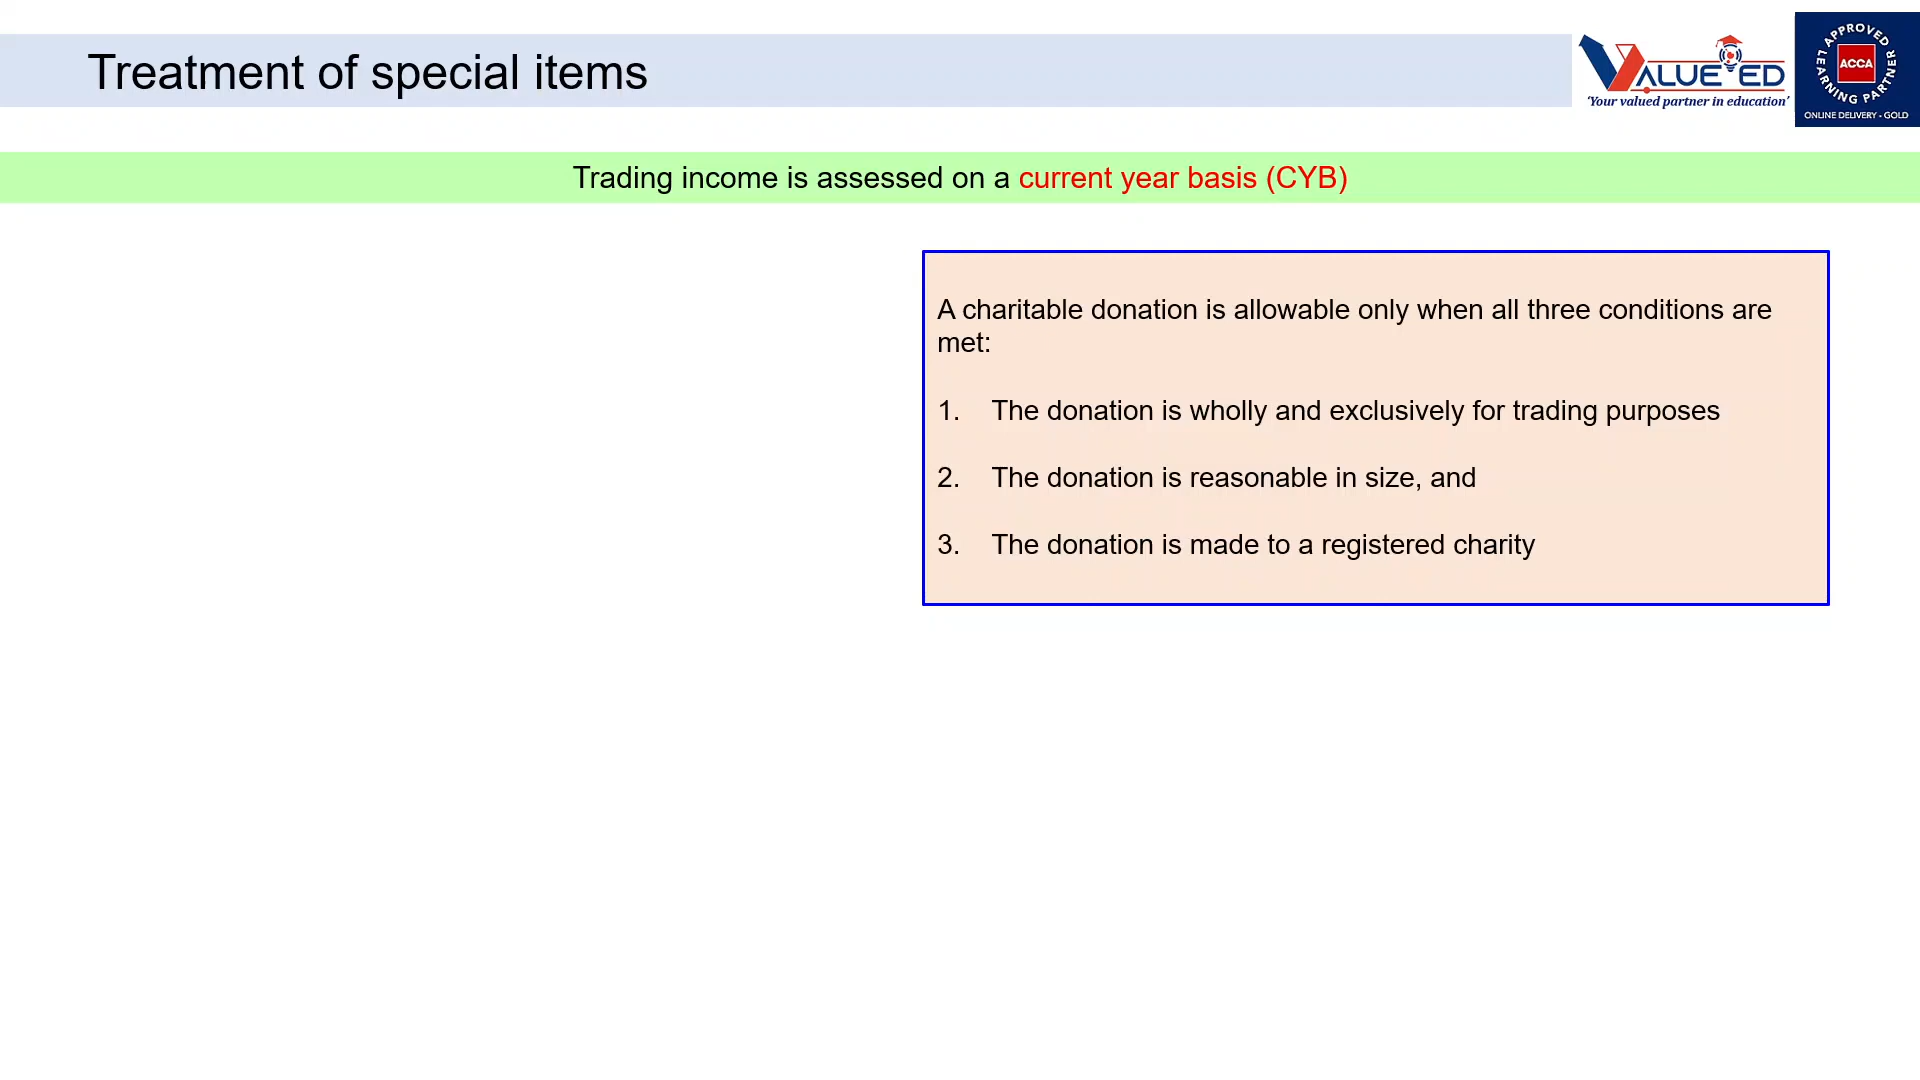 Treatment of special items
VALUE ED
'Your valued partner in education'
APPROVED
LEARNING PARTNER
ACCA
ONLINE DELIVERY - GOLD
Trading income is assessed on a current year basis (CYB)
A charitable donation is allowable only when all three conditions are
met:
1. The donation is wholly and exclusively for trading purposes
2. The donation is reasonable in size, and
3. The donation is made to a registered charity